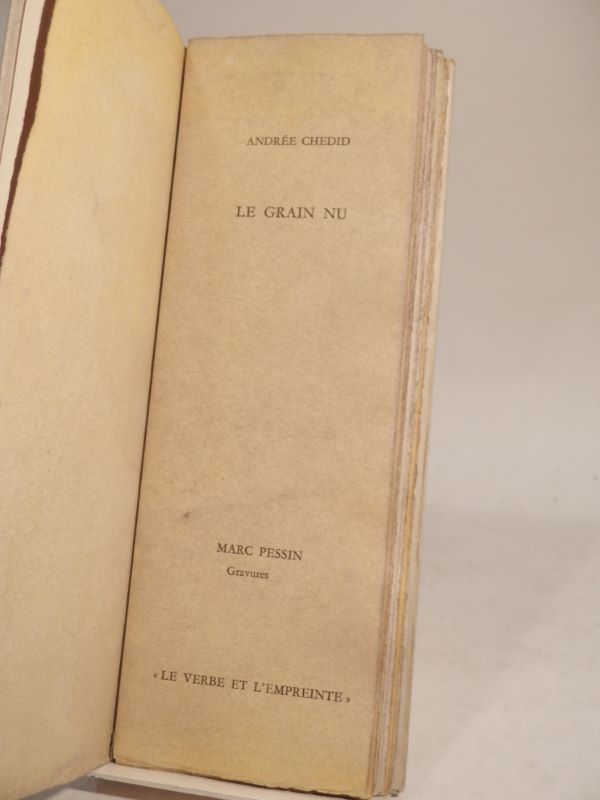 ANDRÉE CHEDID
LE GRAIN NU
MARC PESSIN
Gravures
« LE VERBE ET L'EMPREINTE »